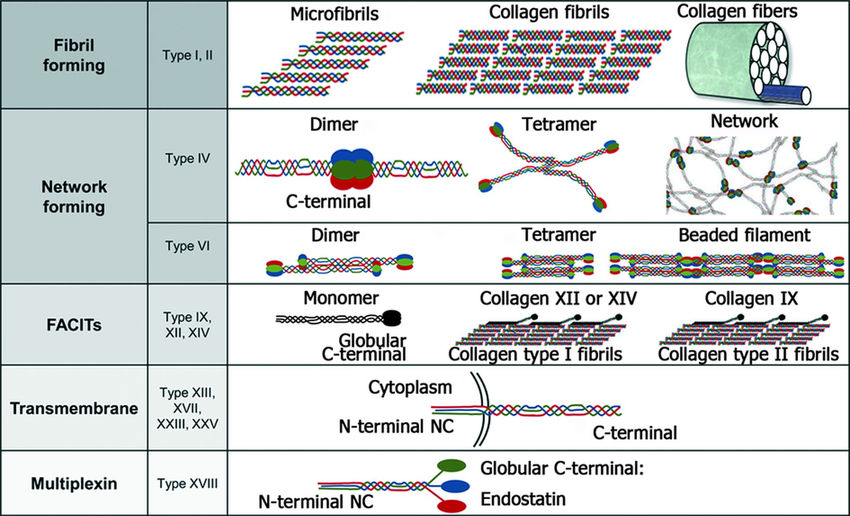 Fibril
forming
Type I, II
Microfibrils
Collagen fibrils
Collagen fibers
Network
forming
Type IV
Dimer
C-terminal
Tetramer
Network
Type VI
Dimer
Tetramer
Beaded filament
FACITs
Type IX,
XII, XIV
Monomer
Globular
C-terminal
Collagen XII or XIV
Collagen type I fibrils
Collagen IX
Collagen type II fibrils
Transmembrane
Type XIII,
XVII,
XXIII, XXV
Cytoplasm
N-terminal NC
C-terminal
Multiplexin
Type XVIII
N-terminal NC
Globular C-terminal:
Endostatin